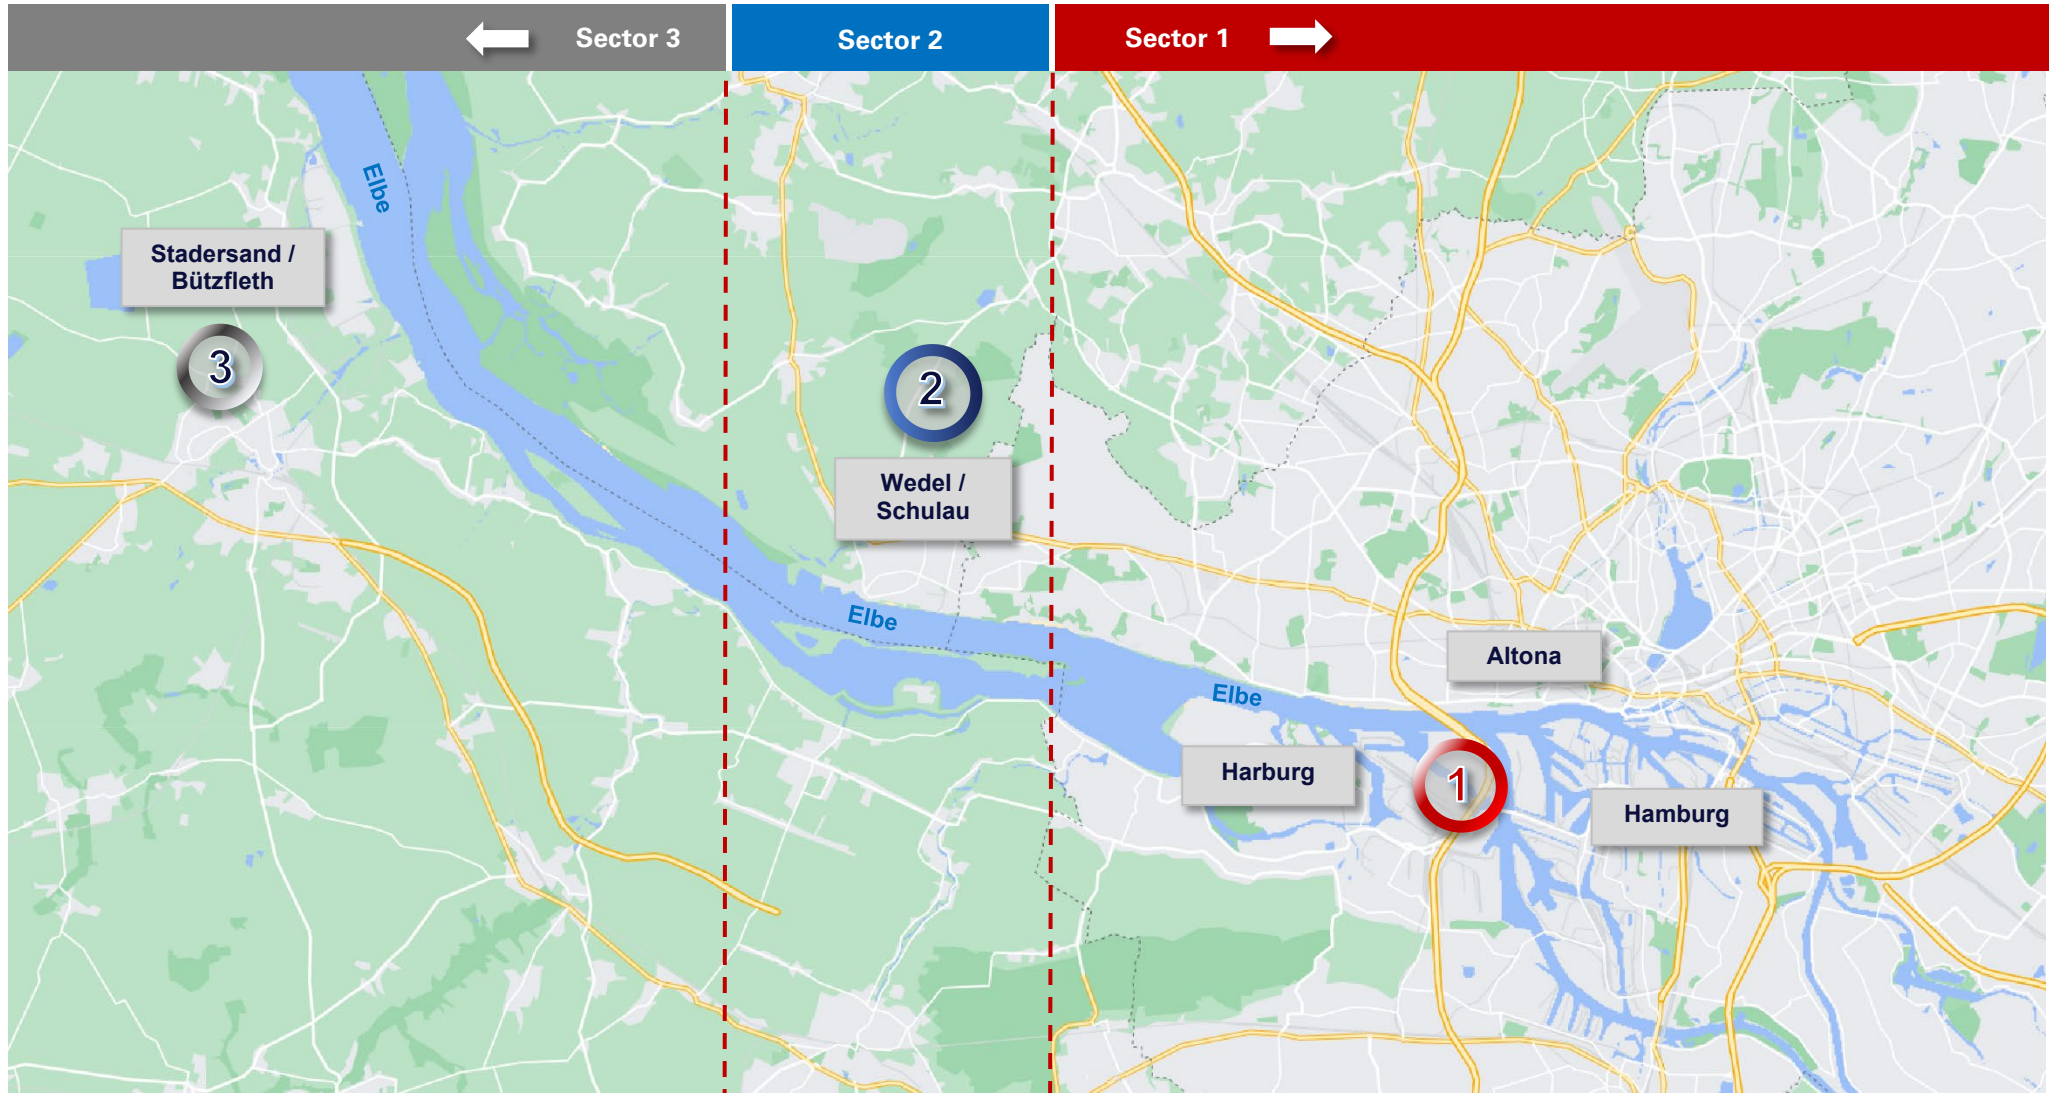 Sector 3
Sector 2
Sector 1
Elbe
Stadersand /
Bützfleth
3
2
Wedel /
Schulau
Elbe
Altona
Elbe
Harburg
1
Hamburg